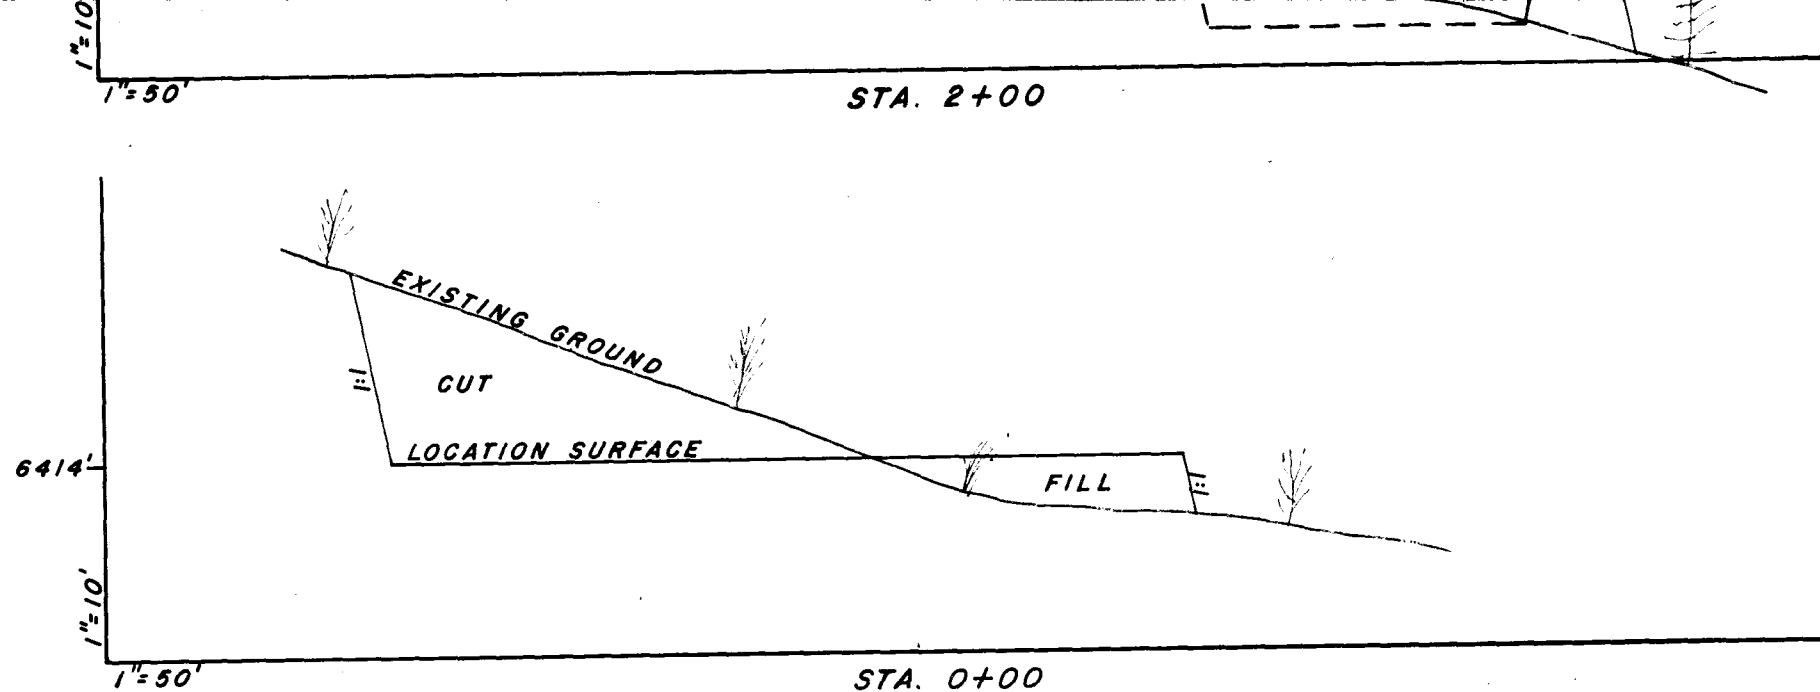 1"=10
1"=50'
STA. 2+00
EXISTING GROUND
1:1
CUT
LOCATION SURFACE
6414'
FILL
1:1
1"=10'
1"=50'
STA. 0+00